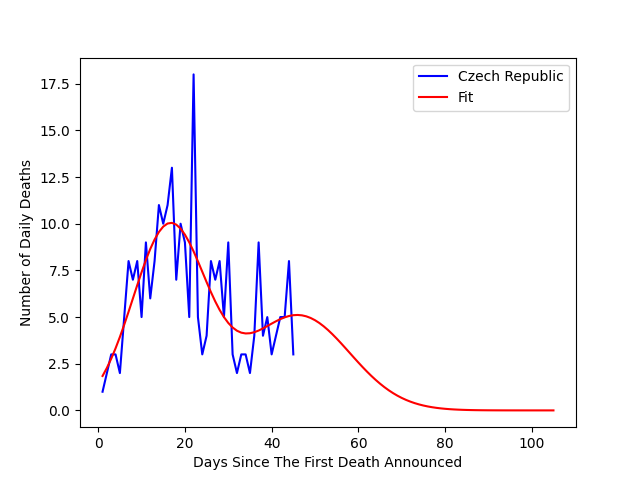 Czech Republic
Fit
17.5
15.0
12.5
10.0
7.5
5.0
2.5
0.0
Number of Daily Deaths
0 20 40 60 80 100
Days Since The First Death Announced